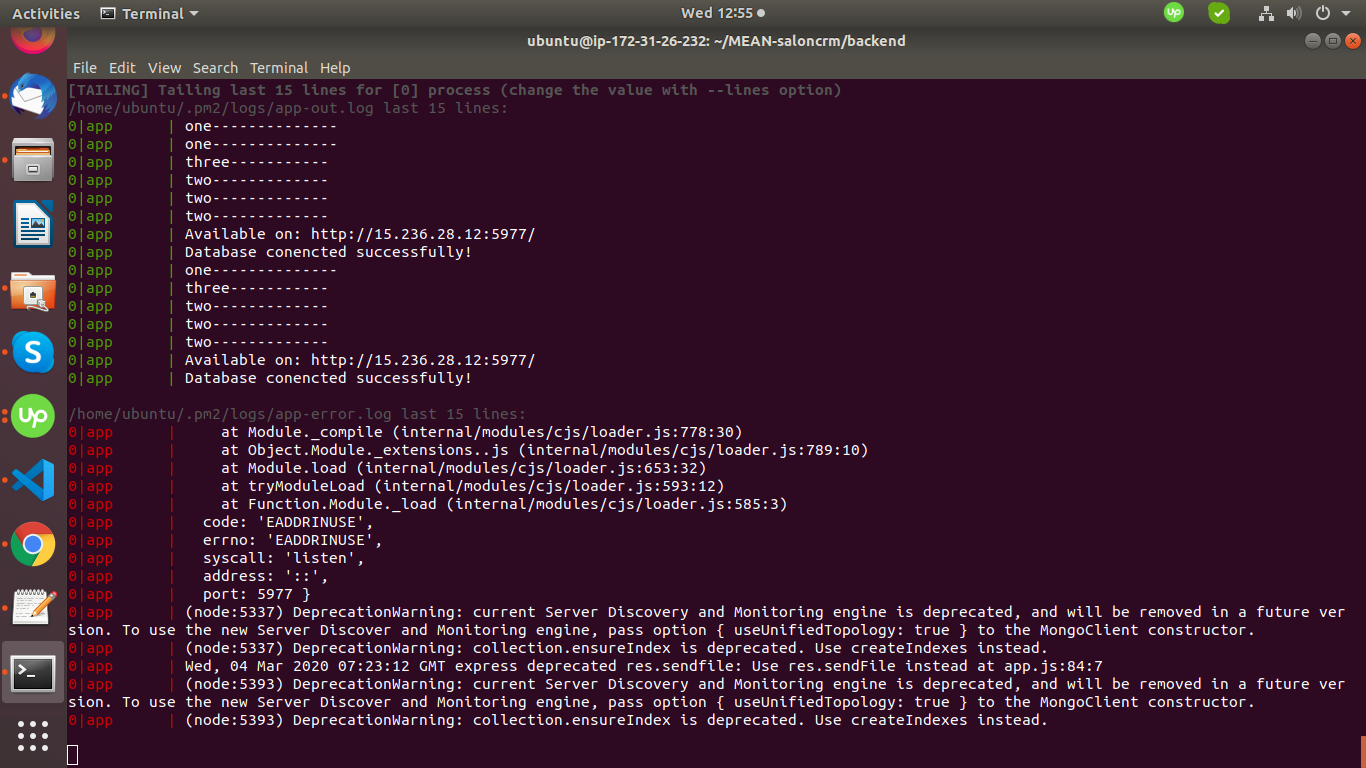 Activities Terminal Wed 12:55 up
ubuntu@ip-172-31-26-232: ~/MEAN-saloncrm/backend
File Edit View Search Terminal Help
[TAILING] Tailing last 15 lines for [0] process (change the value with --lines option)
/home/ubuntu/.pm2/logs/app-out.log last 15 lines:
0|app | one--------------
0|app | one--------------
0|app | three-----------
0|app | two-------------
0|app | two-------------
0|app | two-------------
0|app | Available on: http://15.236.28.12:5977/
0|app | Database conencted successfully!
0|app | one--------------
0|app | three-----------
0|app | two-------------
0|app | two-------------
0|app | two-------------
0|app | Available on: http://15.236.28.12:5977/
0|app | Database conencted successfully!
/home/ubuntu/.pm2/logs/app-error.log last 15 lines:
0|app | at Module._compile (internal/modules/cjs/loader.js:778:30)
0|app | at Object.Module._extensions..js (internal/modules/cjs/loader.js:789:10)
0|app | at Module.load (internal/modules/cjs/loader.js:653:32)
0|app | at tryModuleLoad (internal/modules/cjs/loader.js:593:12)
0|app | at Function.Module._load (internal/modules/cjs/loader.js:585:3)
0|app | code: 'EADDRINUSE',
0|app | errno: 'EADDRINUSE',
0|app | syscall: 'listen',
0|app | address: '::',
0|app | port: 5977 }
0|app | (node:5337) DeprecationWarning: current Server Discovery and Monitoring engine is deprecated, and will be removed in a future ver
sion. To use the new Server Discover and Monitoring engine, pass option { useUnifiedTopology: true } to the MongoClient constructor.
0|app | (node:5337) DeprecationWarning: collection.ensureIndex is deprecated. Use createIndexes instead.
0|app | Wed, 04 Mar 2020 07:23:12 GMT express deprecated res.sendfile: Use res.sendFile instead at app.js:84:7
0|app | (node:5393) DeprecationWarning: current Server Discovery and Monitoring engine is deprecated, and will be removed in a future ver
sion. To use the new Server Discover and Monitoring engine, pass option { useUnifiedTopology: true } to the MongoClient constructor.
0|app | (node:5393) DeprecationWarning: collection.ensureIndex is deprecated. Use createIndexes instead.
S
up
>_